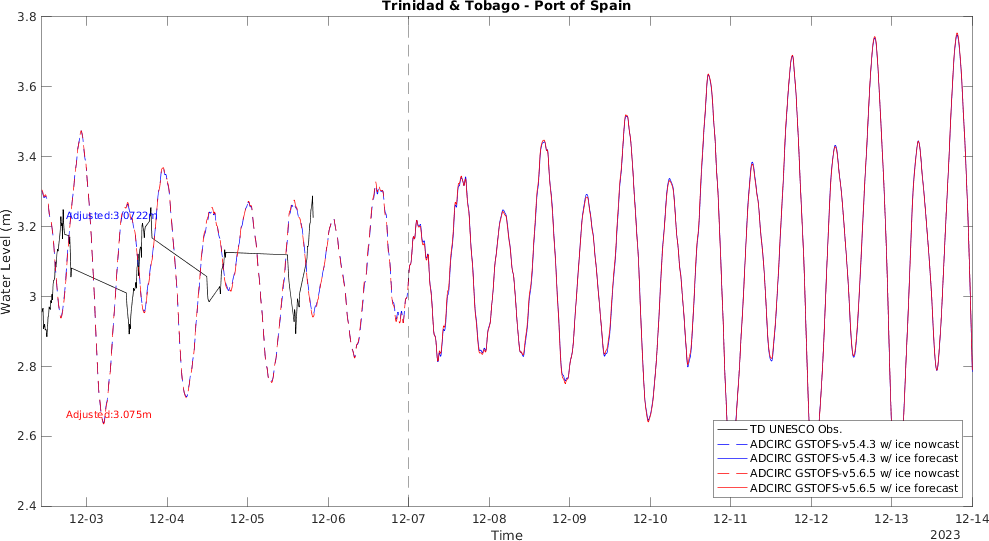 Trinidad & Tobago - Port of Spain
3.8
3.6
3.4
3.2
3
2.8
2.6
2.4
Water Level (m)
Adjusted:3.0722m
Adjusted:3.075m
TD UNESCO Obs.
ADCIRC GSTOFS-v5.4.3 w/ ice nowcast
ADCIRC GSTOFS-v5.4.3 w/ ice forecast
ADCIRC GSTOFS-v5.6.5 w/ ice nowcast
ADCIRC GSTOFS-v5.6.5 w/ ice forecast
12-03 12-04 12-05 12-06 12-07 12-08 12-09 12-10 12-11 12-12 12-13 12-14
Time
2023